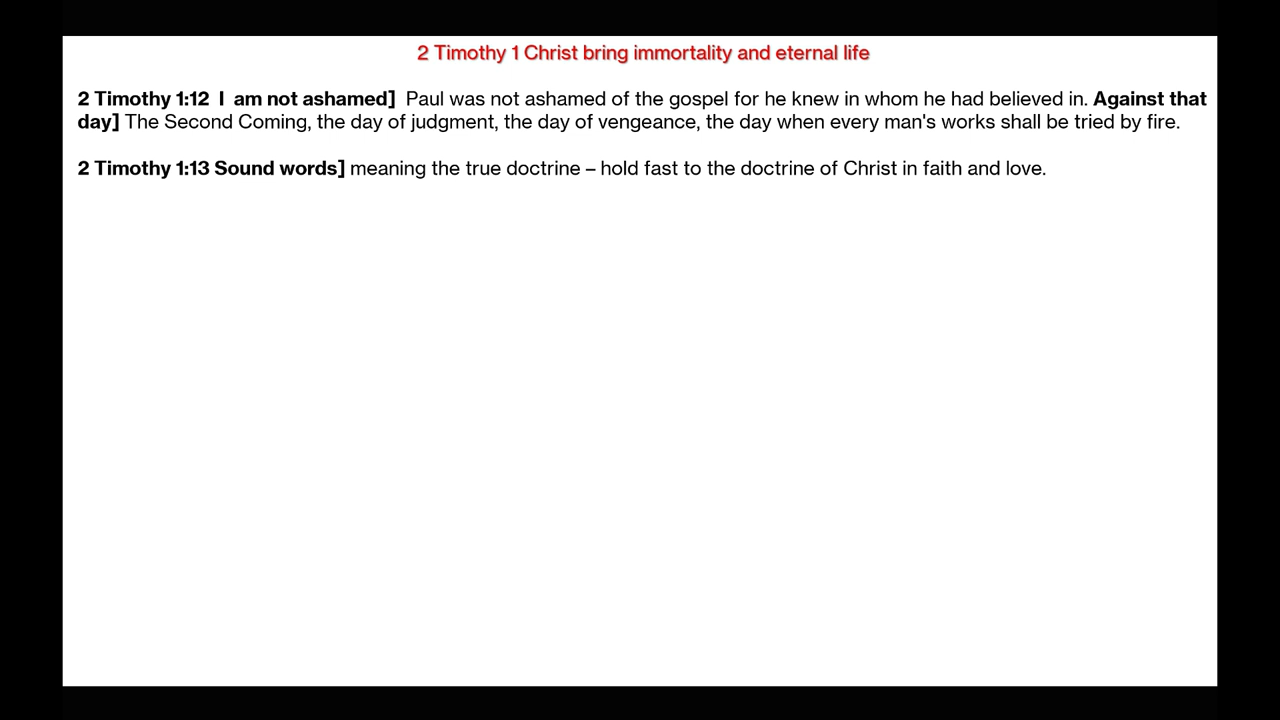 2 Timothy 1 Christ bring immortality and eternal life
2 Timothy 1:12  I  am not ashamed]  Paul was not ashamed of the gospel for he knew in whom he had believed in. Against that
day] The Second Coming, the day of judgment, the day of vengeance, the day when every man's works shall be tried by fire.
2 Timothy 1:13 Sound words] meaning the true doctrine – hold fast to the doctrine of Christ in faith and love.